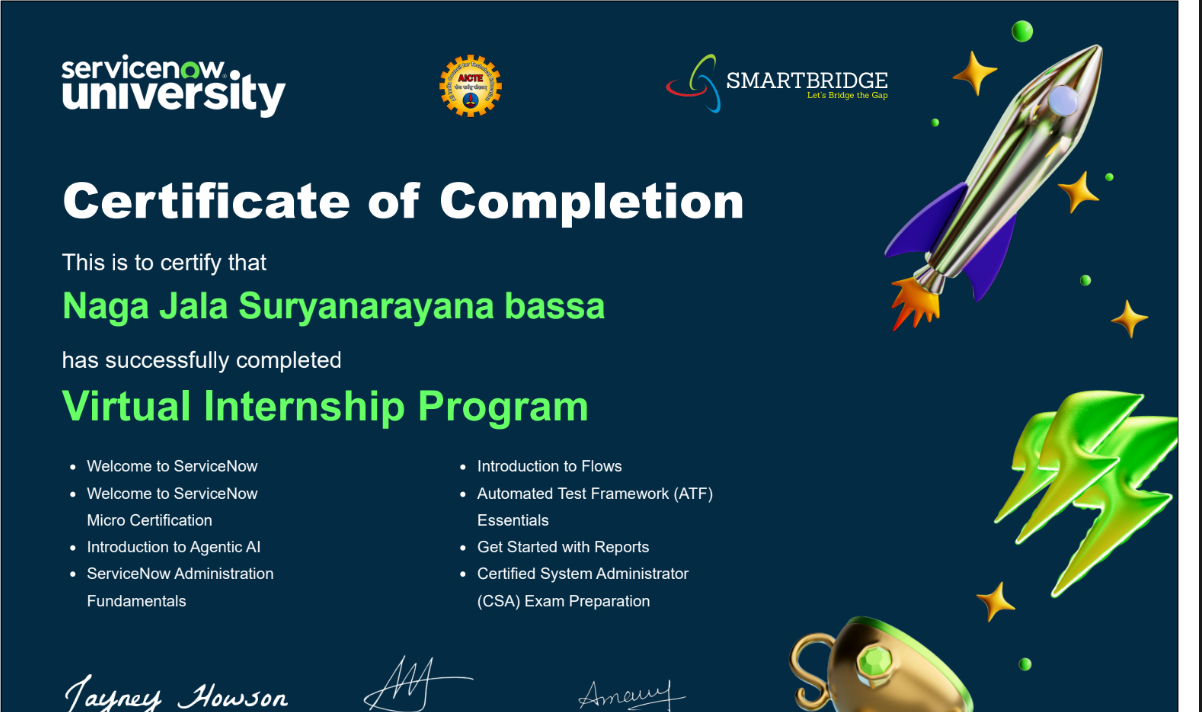 servicenow
university
AICTE
SMARTBRIDGE
Let's Bridge the Gap
Certificate of Completion
This is to certify that
Naga Jala Suryanarayana bassa
has successfully completed
Virtual Internship Program
• Welcome to ServiceNow
• Welcome to ServiceNow
Micro Certification
• Introduction to Agentic AI
• ServiceNow Administration
Fundamentals
• Introduction to Flows
• Automated Test Framework (ATF)
Essentials
• Get Started with Reports
• Certified System Administrator
(CSA) Exam Preparation
Jayney Howson